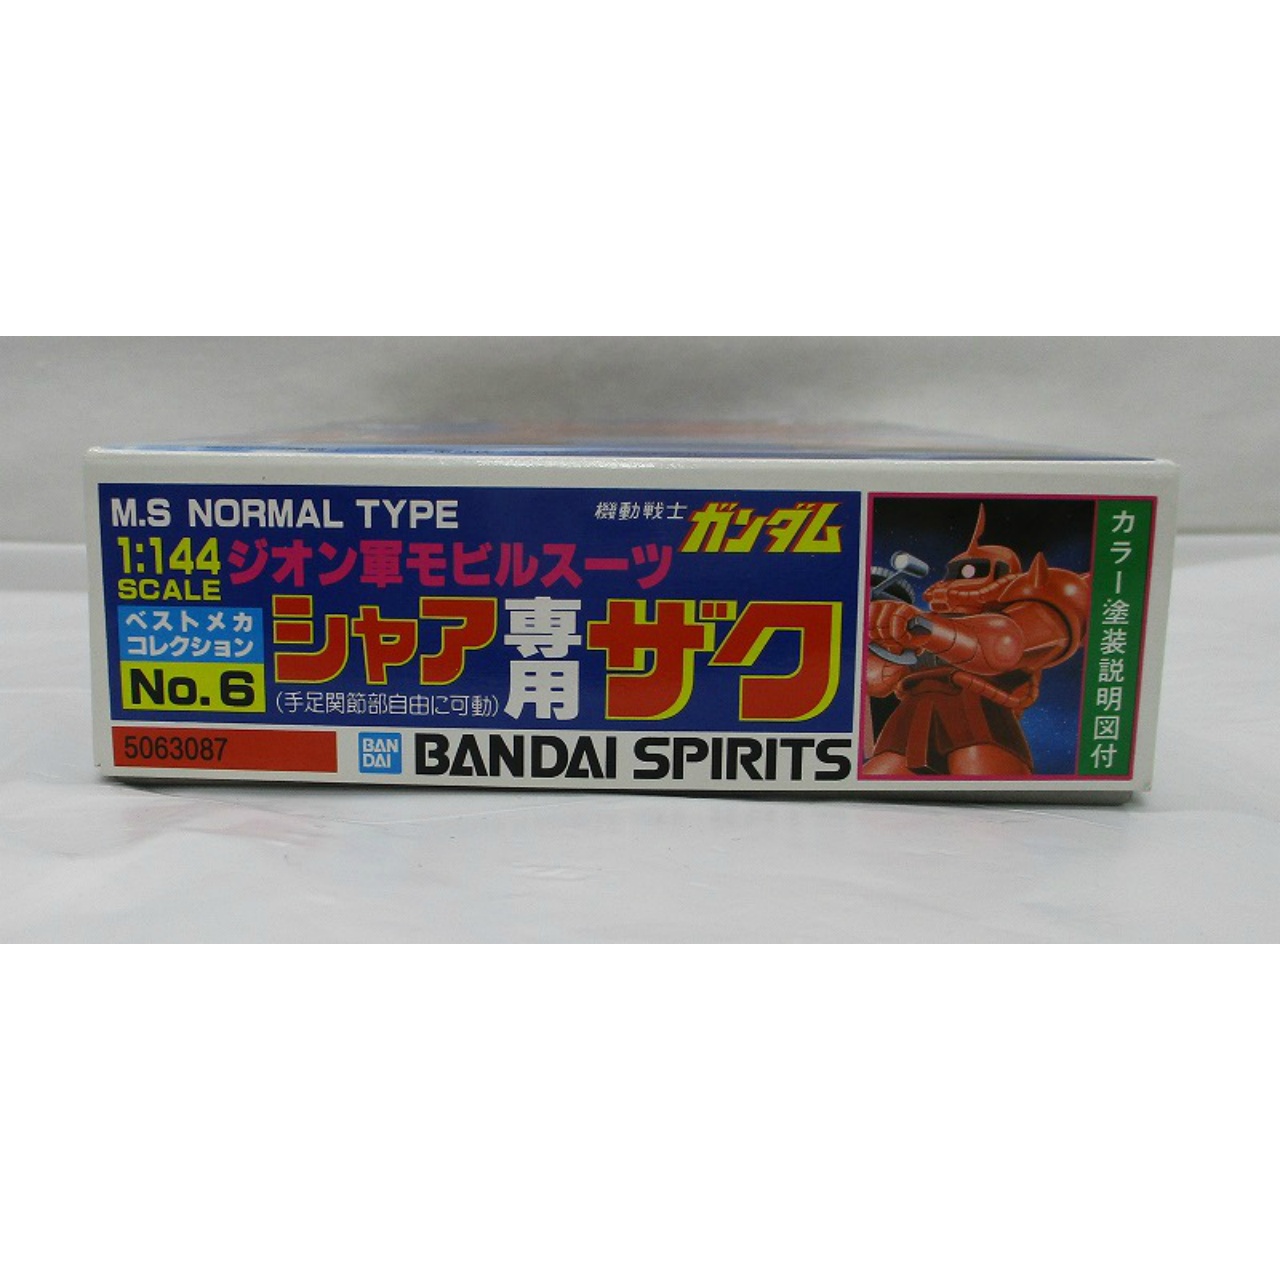 M.S NORMAL TYPE
機動戦士ガンダム
1:144
SCALE
ジオン軍モビルスーツ
ベストメカ
コレクション
No.6
シャア専用ザク
(手足関節部自由に可動)
5063087
BAN
DAI
BANDAI SPIRITS
カラー塗装説明図付